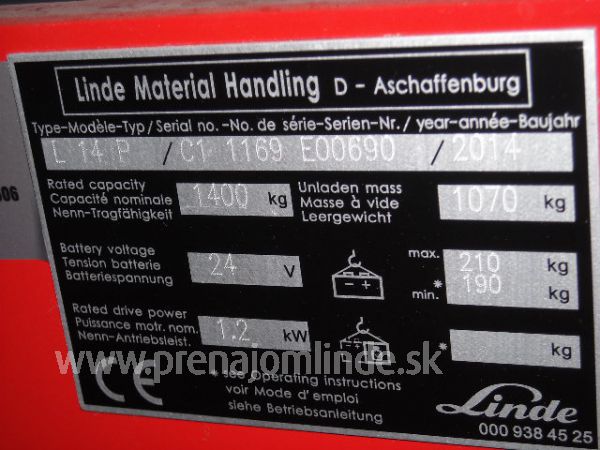 Linde Material Handling D - Aschaffenburg
Type-Modèle-Typ / Serial no.-No. de série-Serien-Nr. / year-année-Baujahr
L 14 P / C1 1169 E00690 / 2014
Rated capacity
Capacité nominale
Nenn-Tragfähigkeit
1400 kg
Unladen mass
Masse à vide
Leergewicht
1070 kg
Battery voltage
Tension batterie
Batteriespannung
24 V
max. 210 kg
* min. 190 kg
Rated drive power
Puissance motr. nom.
Nenn-Antriebsleist.
1.2 kW
* kg
www.prenajomlinde.sk
CE
* see Operating instructions
voir Mode d'emploi
siehe Betriebsanleitung
Linde
000 938 45 25
606